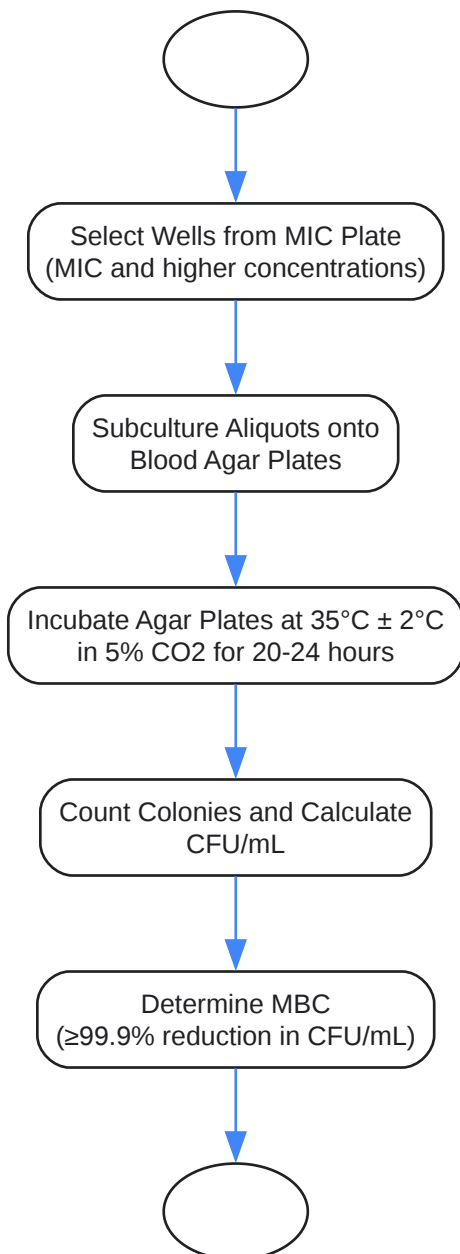 Select Wells from MIC Plate
(MIC and higher concentrations)
Subculture Aliquots onto
Blood Agar Plates
Incubate Agar Plates at 35°C ± 2°C
in 5% CO2 for 20-24 hours
Count Colonies and Calculate
CFU/mL
Determine MBC
(≥99.9% reduction in CFU/mL)